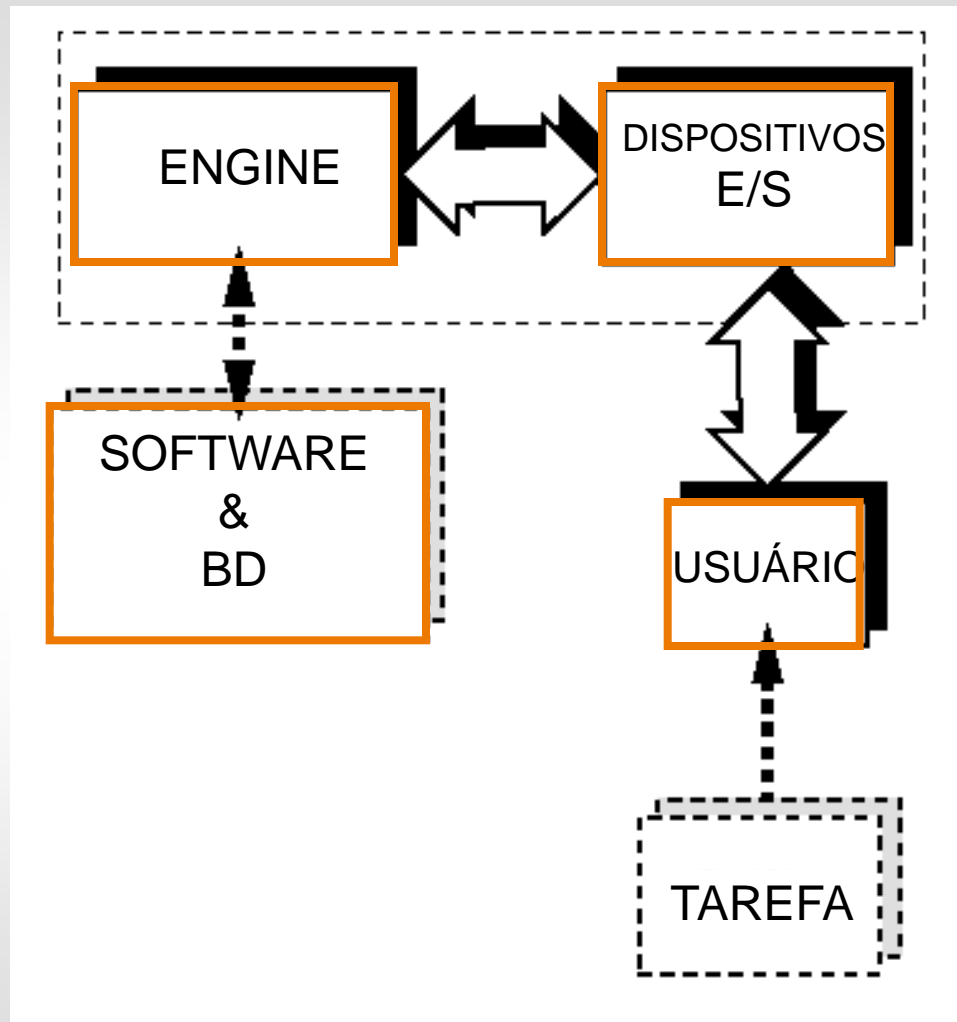 ENGINE
DISPOSITIVOS
E/S
SOFTWARE
&
BD
USUÁRIO
TAREFA